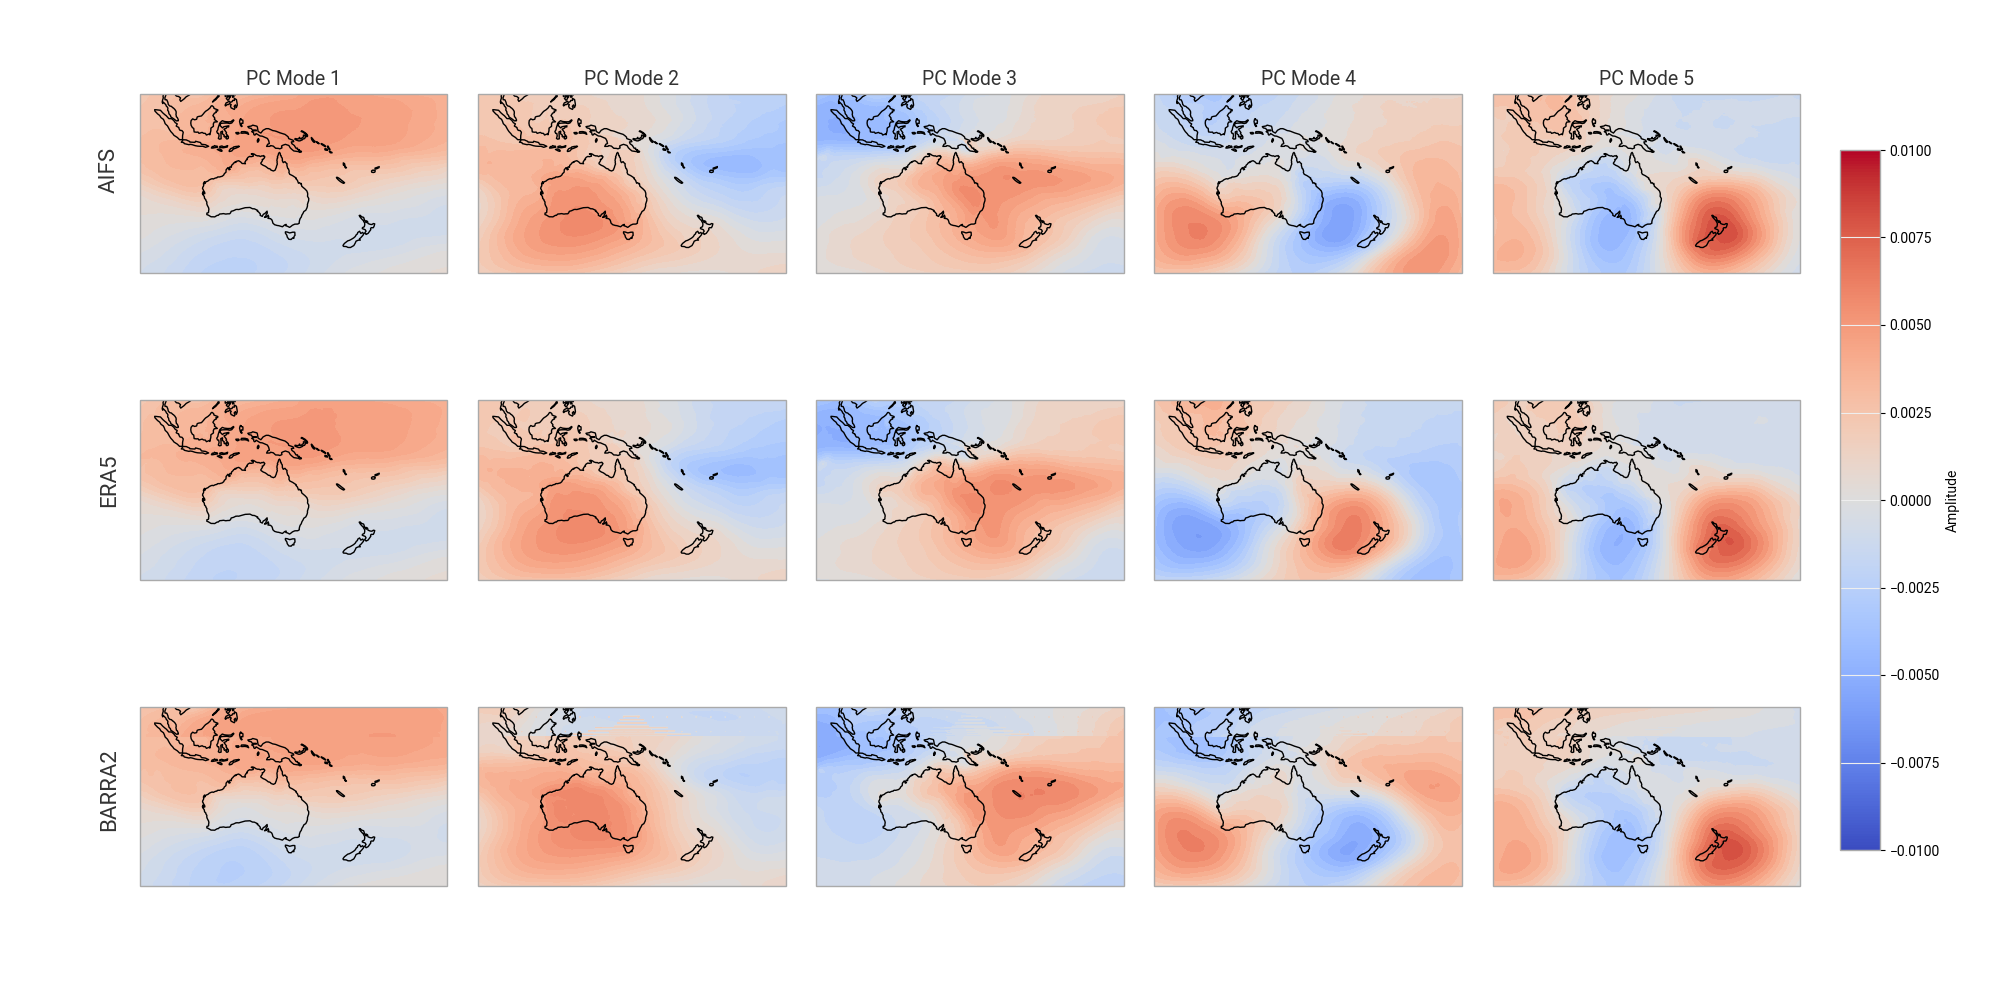 PC Mode 1
PC Mode 2
PC Mode 3
PC Mode 4
PC Mode 5
AIFS
ERA5
BARRA2
0.0100
0.0075
0.0050
0.0025
0.0000
−0.0025
−0.0050
−0.0075
−0.0100
Amplitude